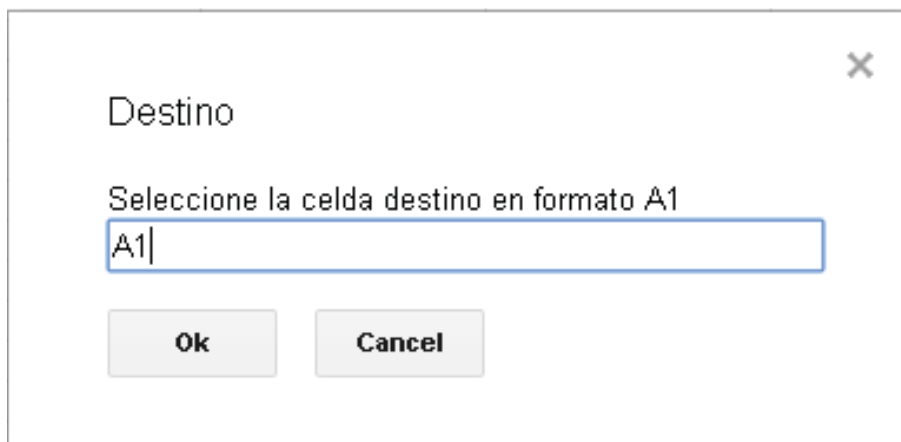 Destino
Seleccione la celda destino en formato A1
A1
Ok Cancel